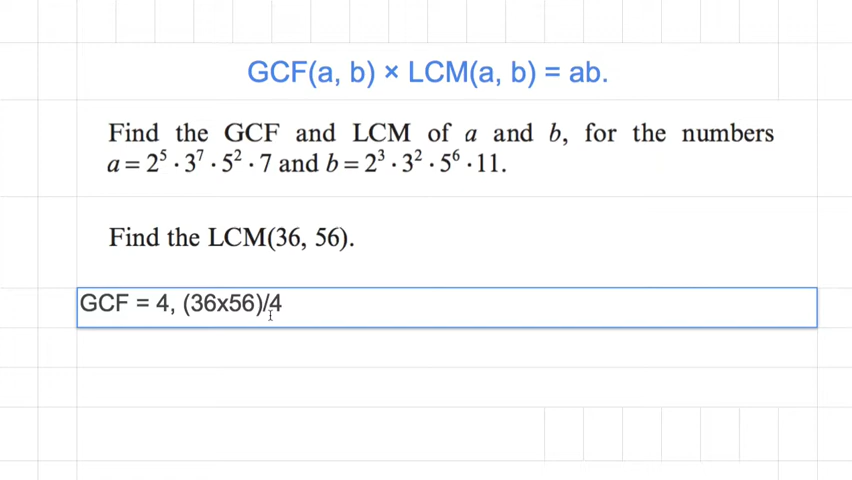 GCF(a, b) × LCM(a, b) = ab.
Find the GCF and LCM of a and b, for the numbers
a = 2⁵ · 3⁷ · 5² · 7 and b = 2³ · 3² · 5⁶ · 11.
Find the LCM(36, 56).
GCF = 4, (36x56)/4